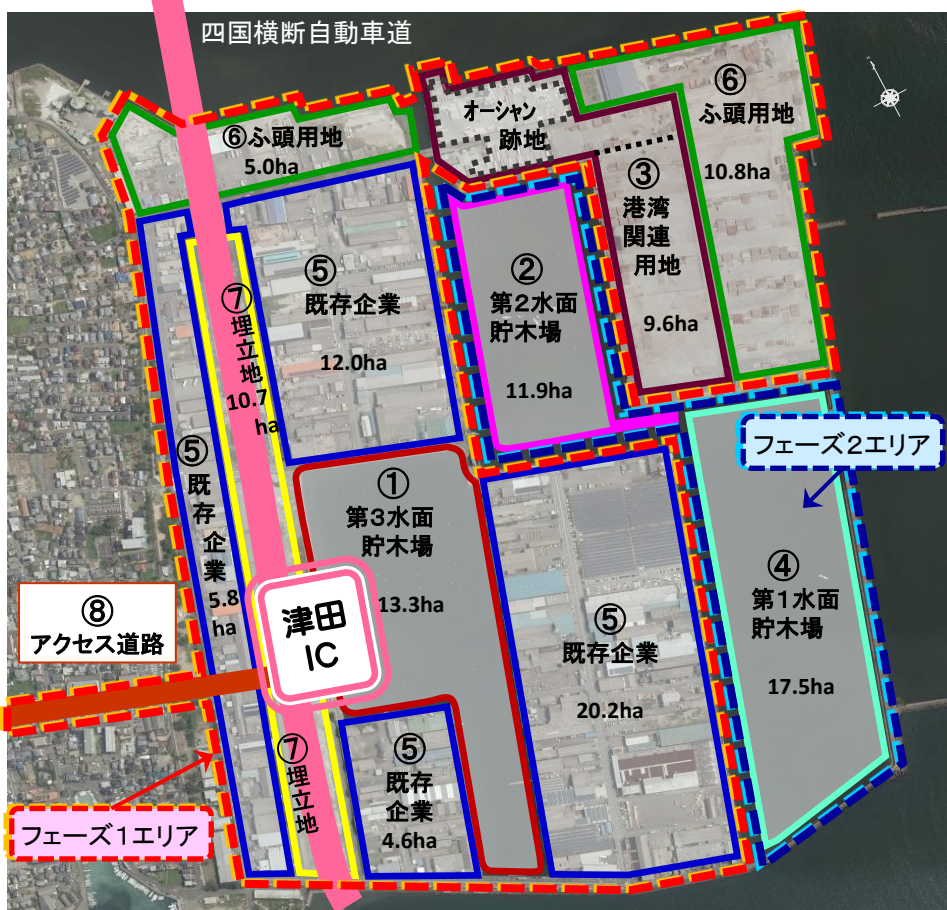 四国横断自動車道
⑥ふ頭用地
5.0ha
オーシャン
跡地
⑥
ふ頭用地
10.8ha
③
港湾
関連
用地
9.6ha
②
第2水面
貯木場
11.9ha
⑤
既存企業
12.0ha
⑦埋立地
10.7
ha
⑤
既存企業
5.8
ha
①
第3水面
貯木場
13.3ha
フェーズ2エリア
④
第1水面
貯木場
17.5ha
⑧
アクセス道路
津田
IC
⑤
既存企業
20.2ha
⑤
既存
企業
4.6ha
⑦埋立地
フェーズ1エリア